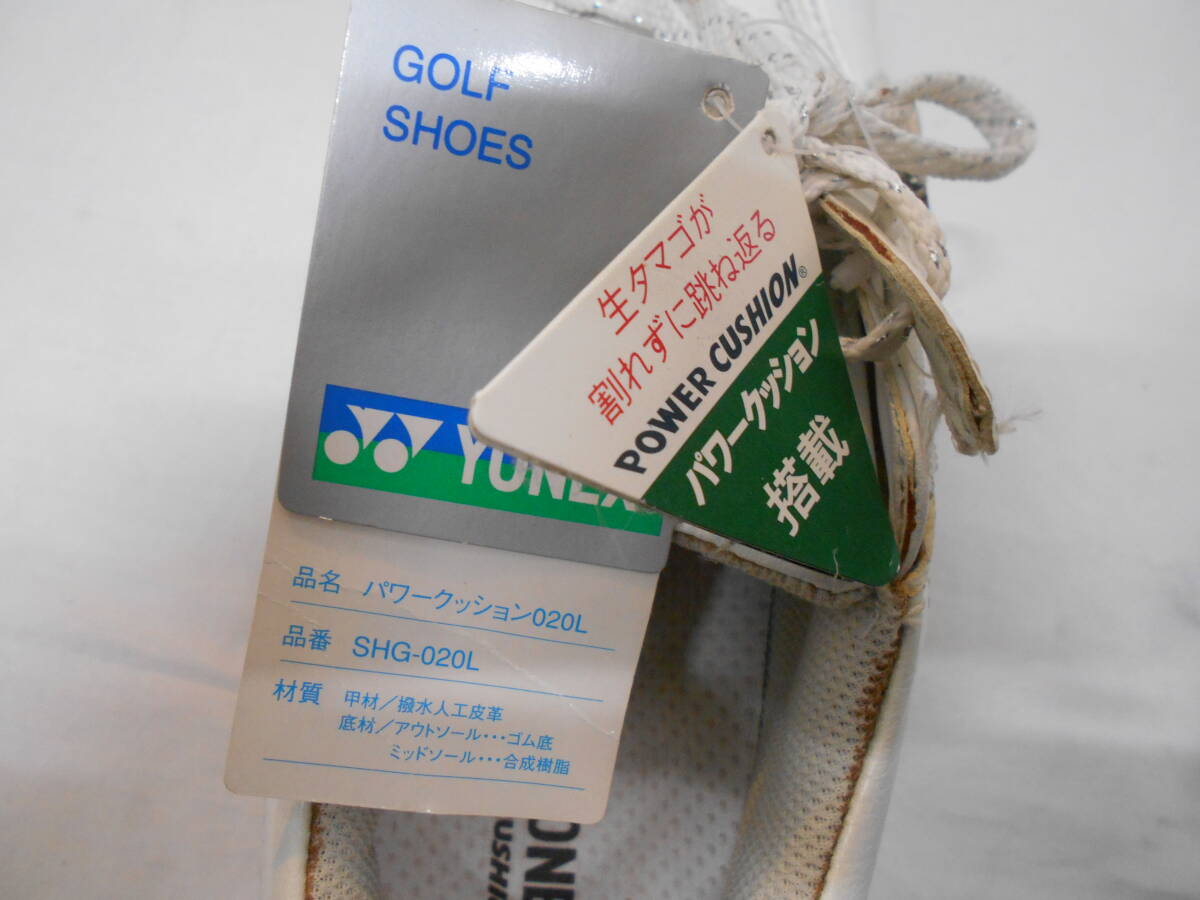 GOLF
SHOES
YONEX
生タマゴが
割れずに跳ね返る
POWER CUSHION®
パワークッション
搭載
品名 パワークッション020L
品番 SHG-020L
材質 甲材/撥水人工皮革
底材/アウトソール・・・ゴム底
ミッドソール・・・合成樹脂